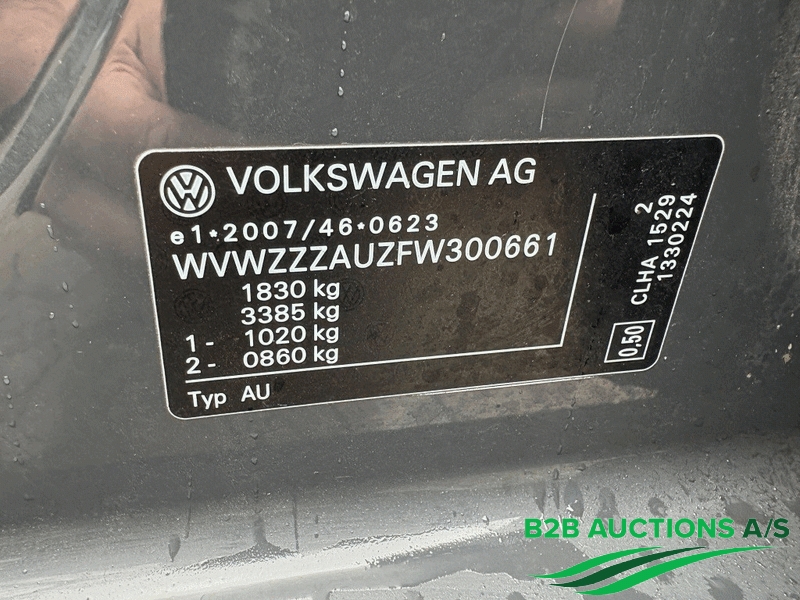 VOLKSWAGEN AG
e1*2007/46*0623
WVWZZZAUZFW300661
1830 kg
3385 kg
1 - 1020 kg
2 - 0860 kg
Typ AU
0,50
CLHA 1529 2
1330224
B2B AUCTIONS A/S